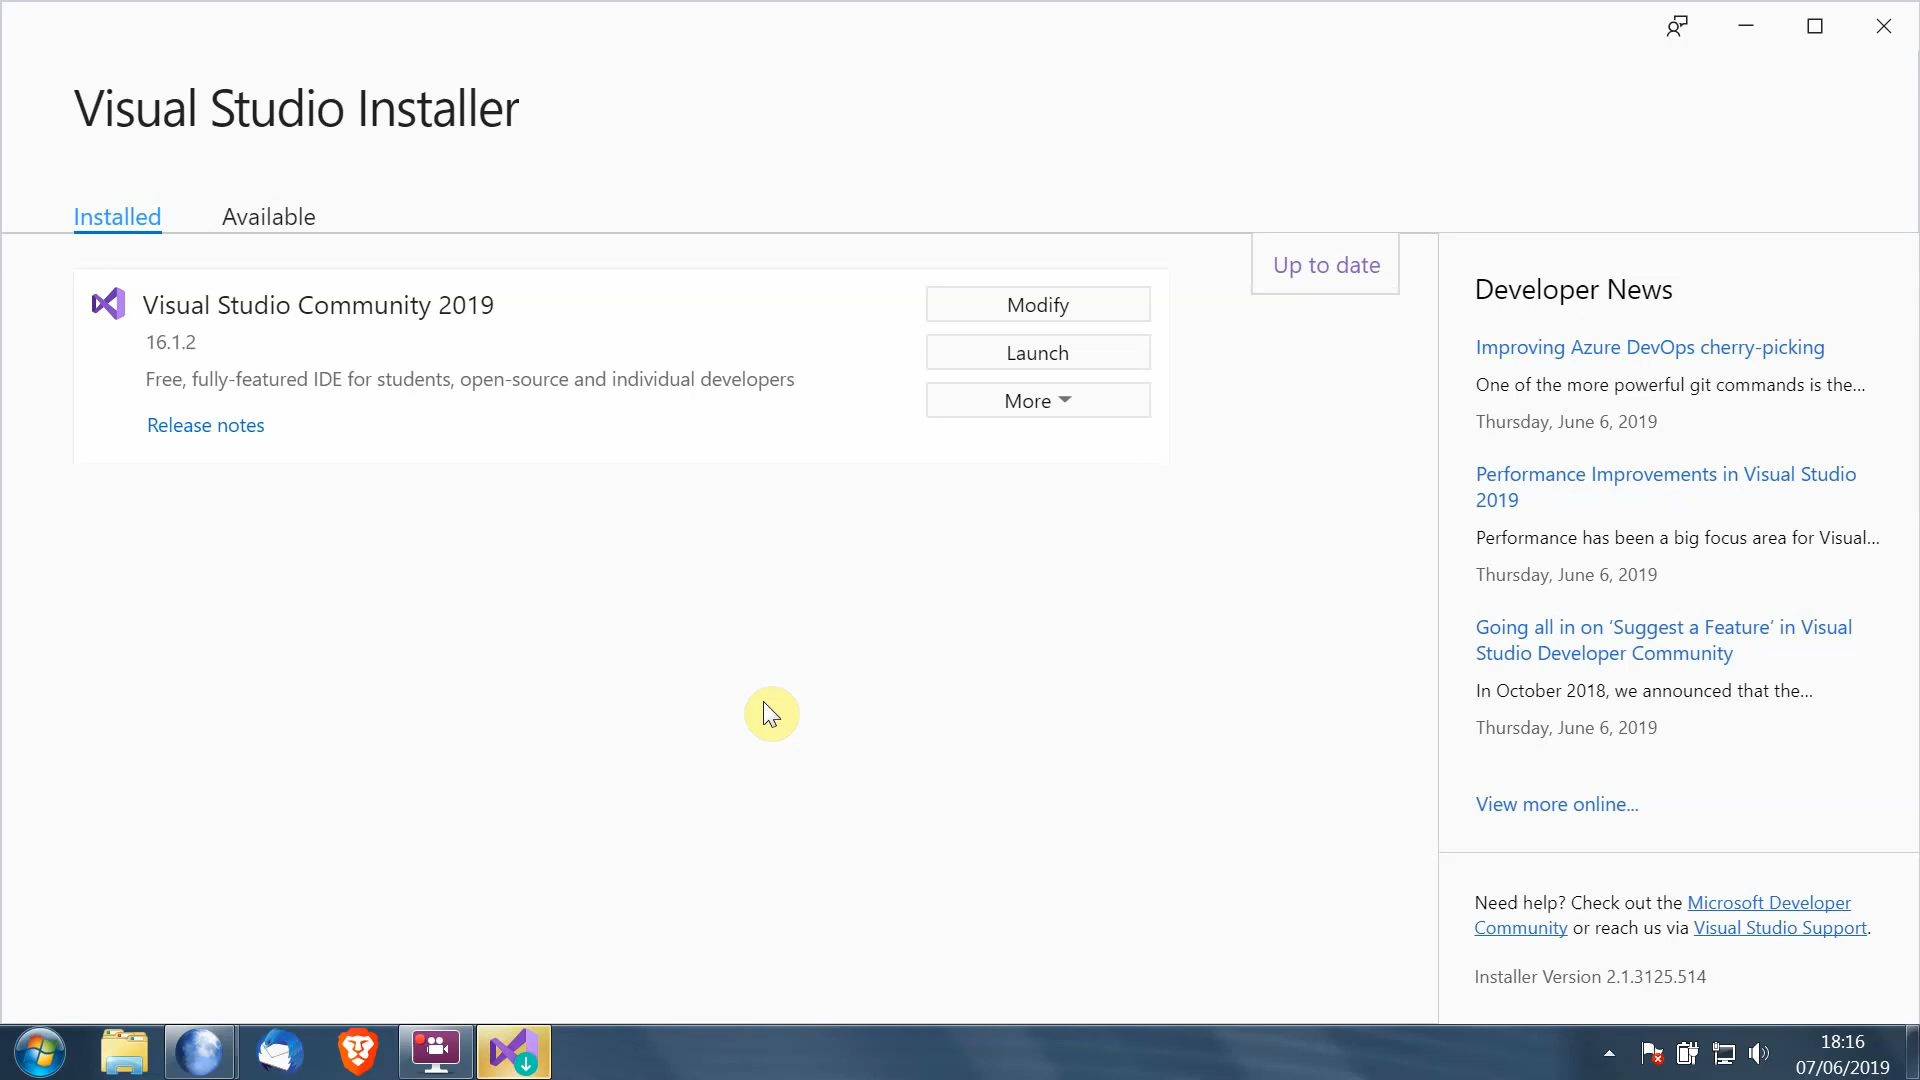 Visual Studio Installer
Installed
Available
Up to date
Visual Studio Community 2019
16.1.2
Free, fully-featured IDE for students, open-source and individual developers
Release notes
Modify
Launch
More
Developer News
Improving Azure DevOps cherry-picking
One of the more powerful git commands is the...
Thursday, June 6, 2019
Performance Improvements in Visual Studio
2019
Performance has been a big focus area for Visual...
Thursday, June 6, 2019
Going all in on ‘Suggest a Feature’ in Visual
Studio Developer Community
In October 2018, we announced that the...
Thursday, June 6, 2019
View more online...
Need help? Check out the Microsoft Developer
Community or reach us via Visual Studio Support.
Installer Version 2.1.3125.514
18:16
07/06/2019